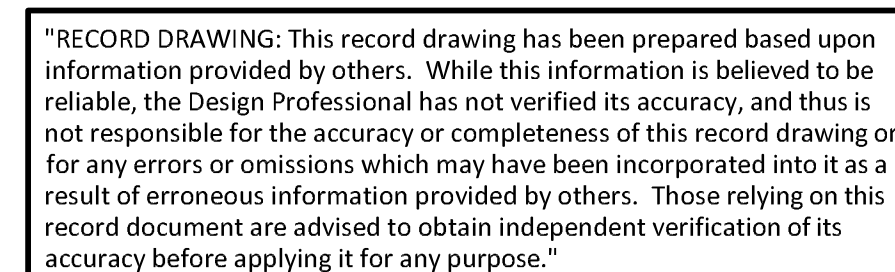 "RECORD DRAWING: This record drawing has been prepared based upon
information provided by others.  While this information is believed to be
reliable, the Design Professional has not verified its accuracy, and thus is
not responsible for the accuracy or completeness of this record drawing or
for any errors or omissions which may have been incorporated into it as a
result of erroneous information provided by others.  Those relying on this
record document are advised to obtain independent verification of its
accuracy before applying it for any purpose."